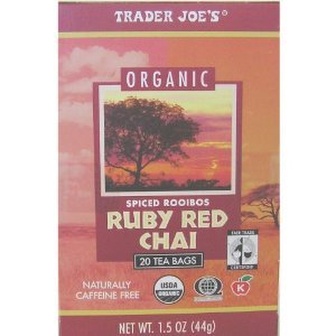 TRADER JOE'S®
ORGANIC
SPICED ROOIBOS
RUBY RED
CHAI
20 TEA BAGS
FAIR TRADE
CERTIFIED
NATURALLY
CAFFEINE FREE
USDA
ORGANIC
K
NET WT. 1.5 OZ (44g)